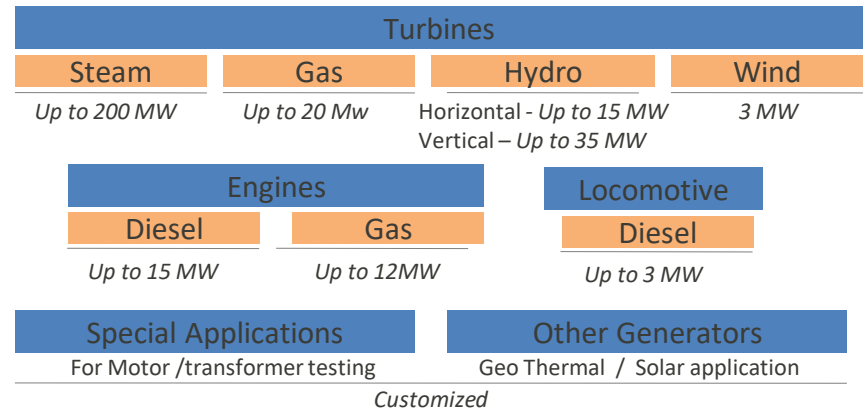 Turbines
Steam Gas Hydro Wind
Up to 200 MW Up to 20 Mw Horizontal - Up to 15 MW 3 MW
Vertical – Up to 35 MW
Engines Locomotive
Diesel Gas Diesel
Up to 15 MW Up to 12MW Up to 3 MW
Special Applications Other Generators
For Motor /transformer testing Geo Thermal / Solar application
Customized